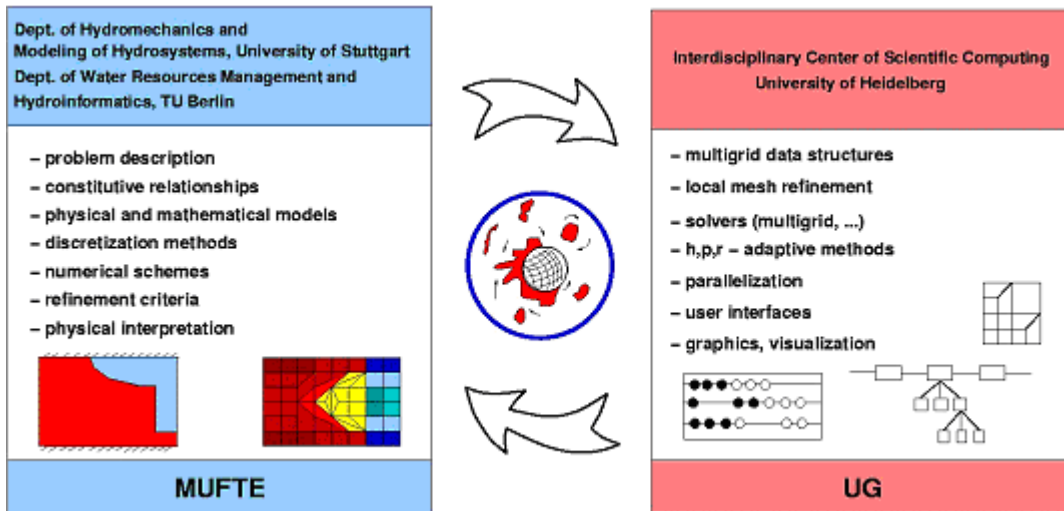 Dept. of Hydromechanics and
Modeling of Hydrosystems, University of Stuttgart
Dept. of Water Resources Management and
Hydroinformatics, TU Berlin
– problem description
– constitutive relationships
– physical and mathematical models
– discretization methods
– numerical schemes
– refinement criteria
– physical interpretation
MUFTE
Interdisciplinary Center of Scientific Computing
University of Heidelberg
– multigrid data structures
– local mesh refinement
– solvers (multigrid, ...)
– h,p,r – adaptive methods
– parallelization
– user interfaces
– graphics, visualization
UG